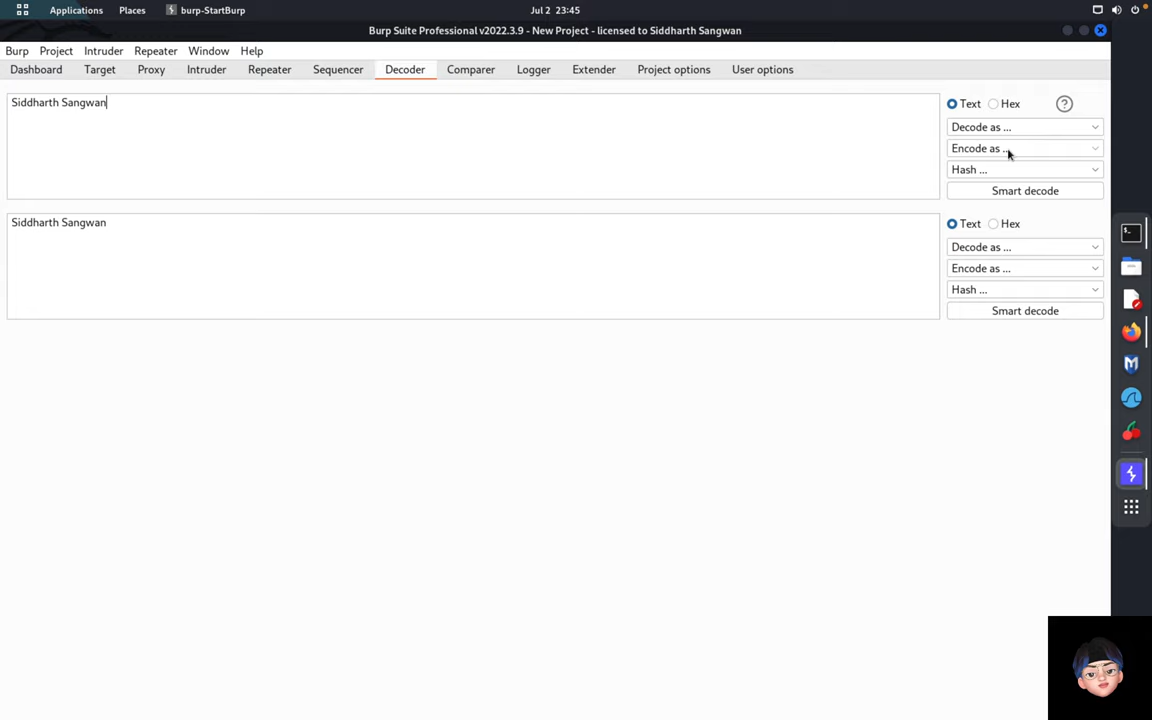 Applications Places burp-StartBurp Jul 2 23:45
Burp Suite Professional v2022.3.9 - New Project - licensed to Siddharth Sangwan
Burp Project Intruder Repeater Window Help
Dashboard Target Proxy Intruder Repeater Sequencer Decoder Comparer Logger Extender Project options User options
Siddharth Sangwan
Text Hex ?
Decode as ...
Encode as ...
Hash ...
Smart decode
Siddharth Sangwan
Text Hex
Decode as ...
Encode as ...
Hash ...
Smart decode